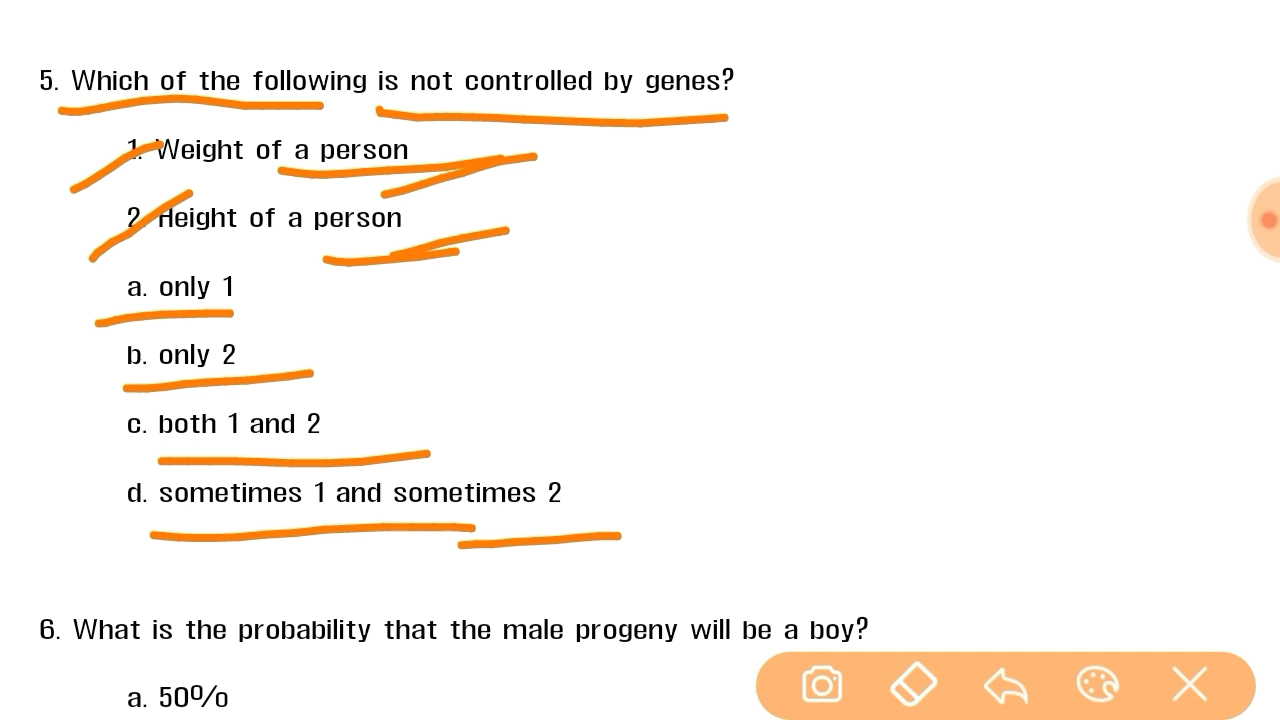 5. Which of the following is not controlled by genes?
1. Weight of a person
2. Height of a person
a. only 1
b. only 2
c. both 1 and 2
d. sometimes 1 and sometimes 2
6. What is the probability that the male progeny will be a boy?
a. 50%